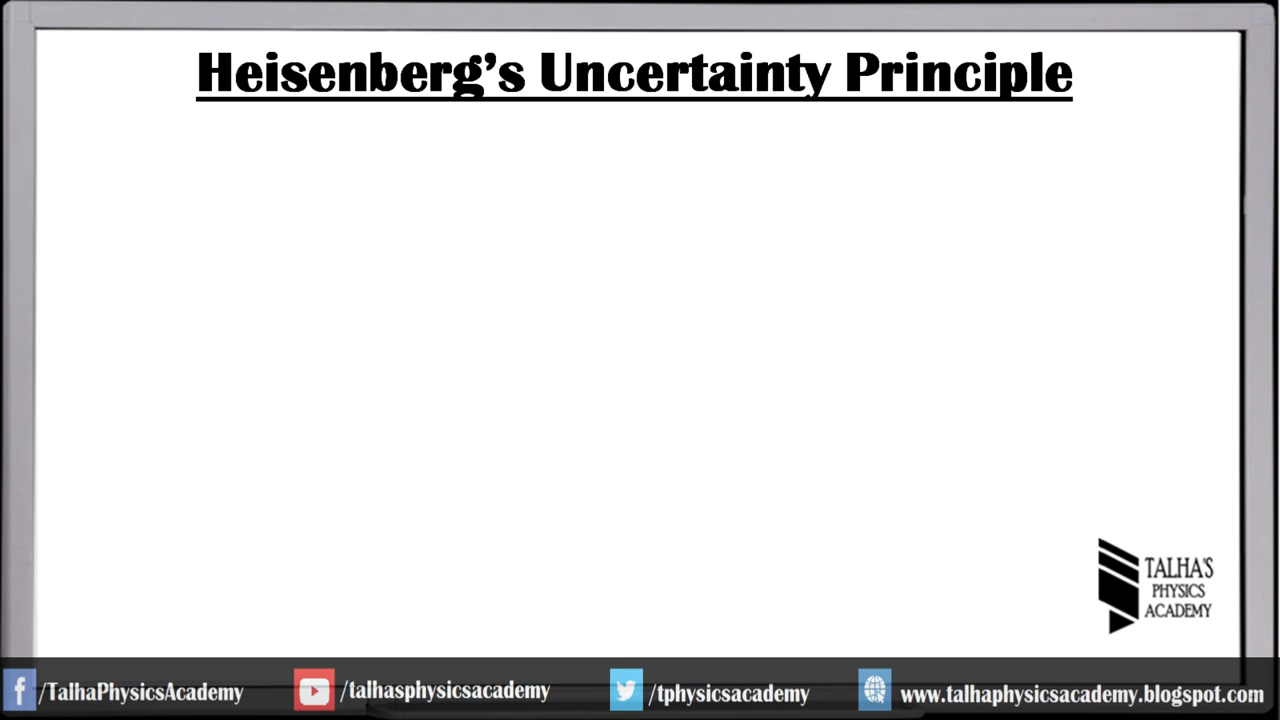 Heisenberg’s Uncertainty Principle
TALHA'S
PHYSICS
ACADEMY
/TalhaPhysicsAcademy
/talhasphysicsacademy
/tphysicsacademy
www.talhaphysicsacademy.blogspot.com